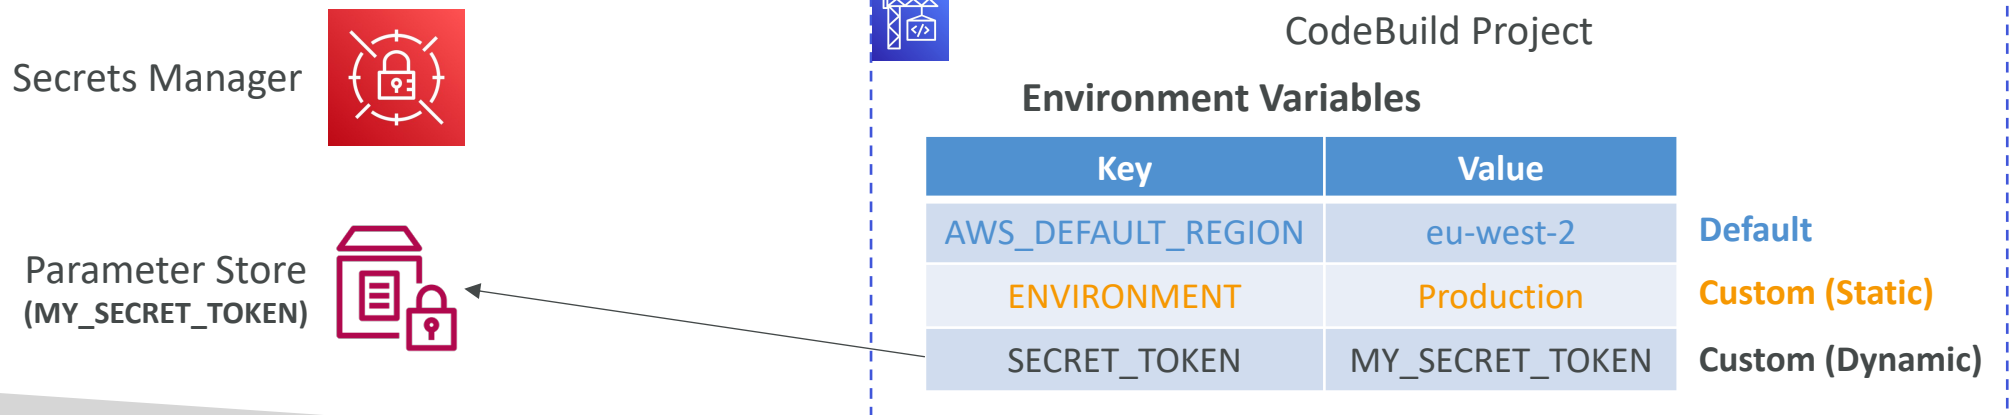 CodeBuild Project
Secrets Manager
</>
Environment Variables
Key Value
AWS_DEFAULT_REGION eu-west-2 Default
Parameter Store
(MY_SECRET_TOKEN)
ENVIRONMENT Production Custom (Static)
SECRET_TOKEN MY_SECRET_TOKEN Custom (Dynamic)